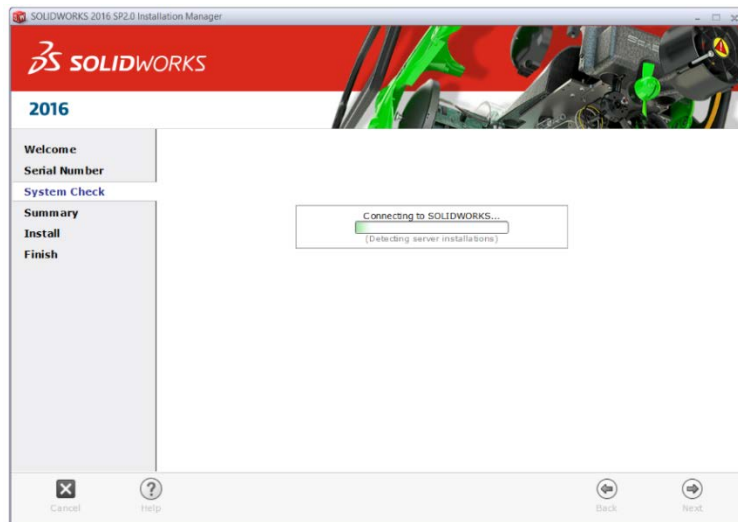 SOLIDWORKS 2016 SP2.0 Installation Manager
SOLIDWORKS
2016
Welcome
Serial Number
System Check
Summary
Install
Finish
Connecting to SOLIDWORKS...
(Detecting server installations)
Cancel
Help
Back
Next